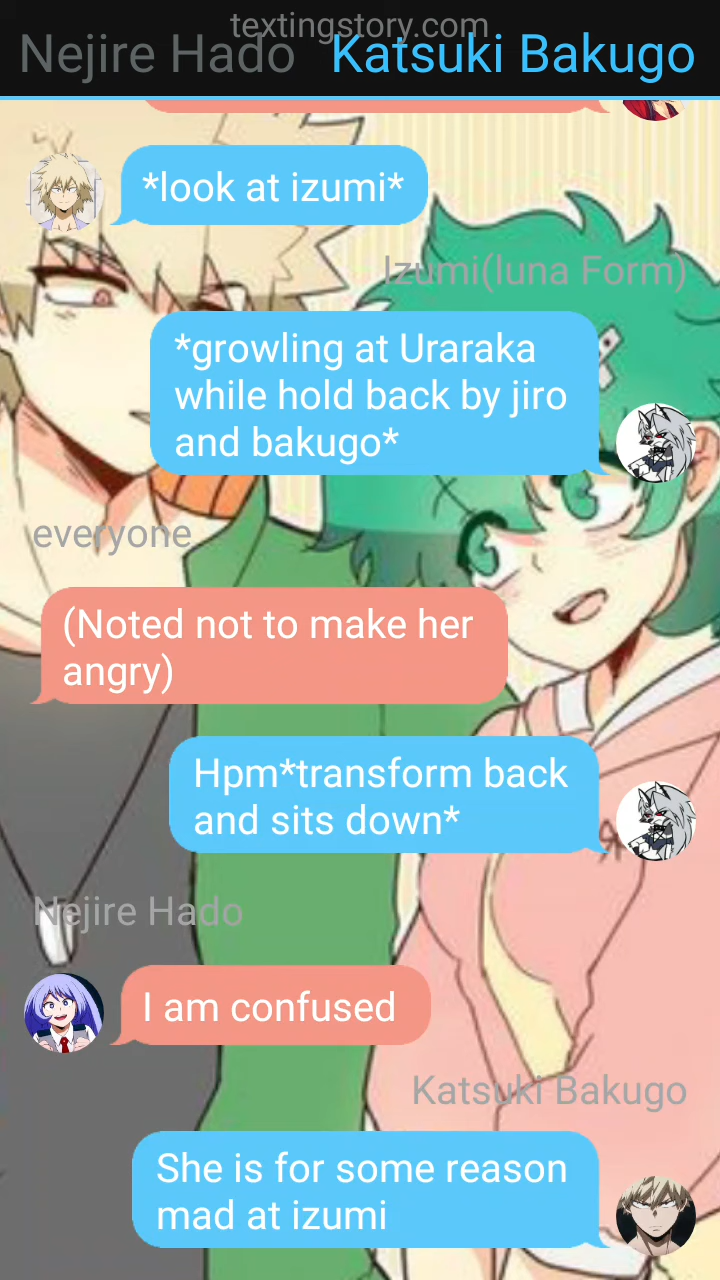 textingstory.com
Nejire Hado Katsuki Bakugo
*look at izumi*
Izumi(luna Form)
*growling at Uraraka
while hold back by jiro
and bakugo*
everyone
(Noted not to make her
angry)
Hpm*transform back
and sits down*
Nejire Hado
I am confused
Katsuki Bakugo
She is for some reason
mad at izumi